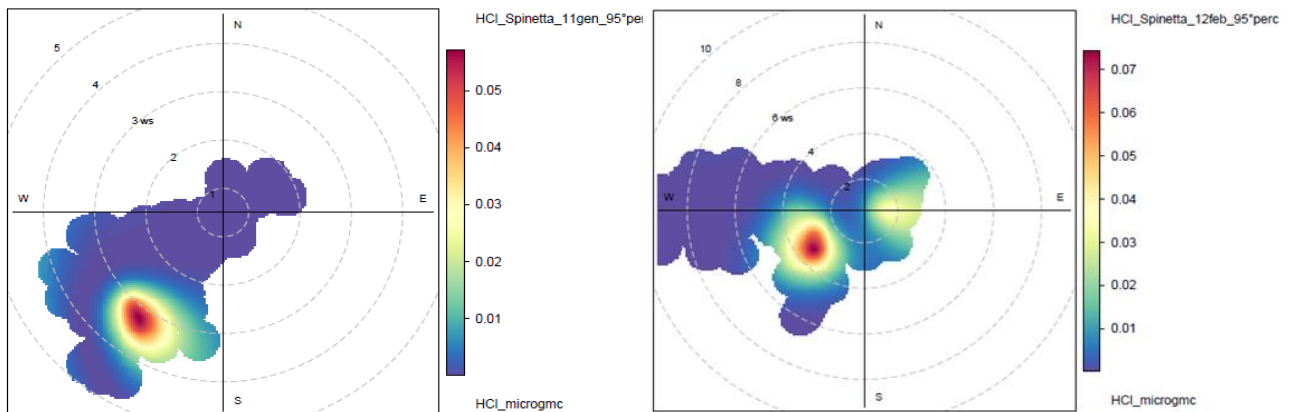 HCl_Spinetta_11gen_95°per
N
5
4
3 ws
2
1
W
E
S
0.05
0.04
0.03
0.02
0.01
HCl_microgmc
HCl_Spinetta_12feb_95°perc
N
10
8
6 ws
4
2
W
E
S
0.07
0.06
0.05
0.04
0.03
0.02
0.01
HCl_microgmc